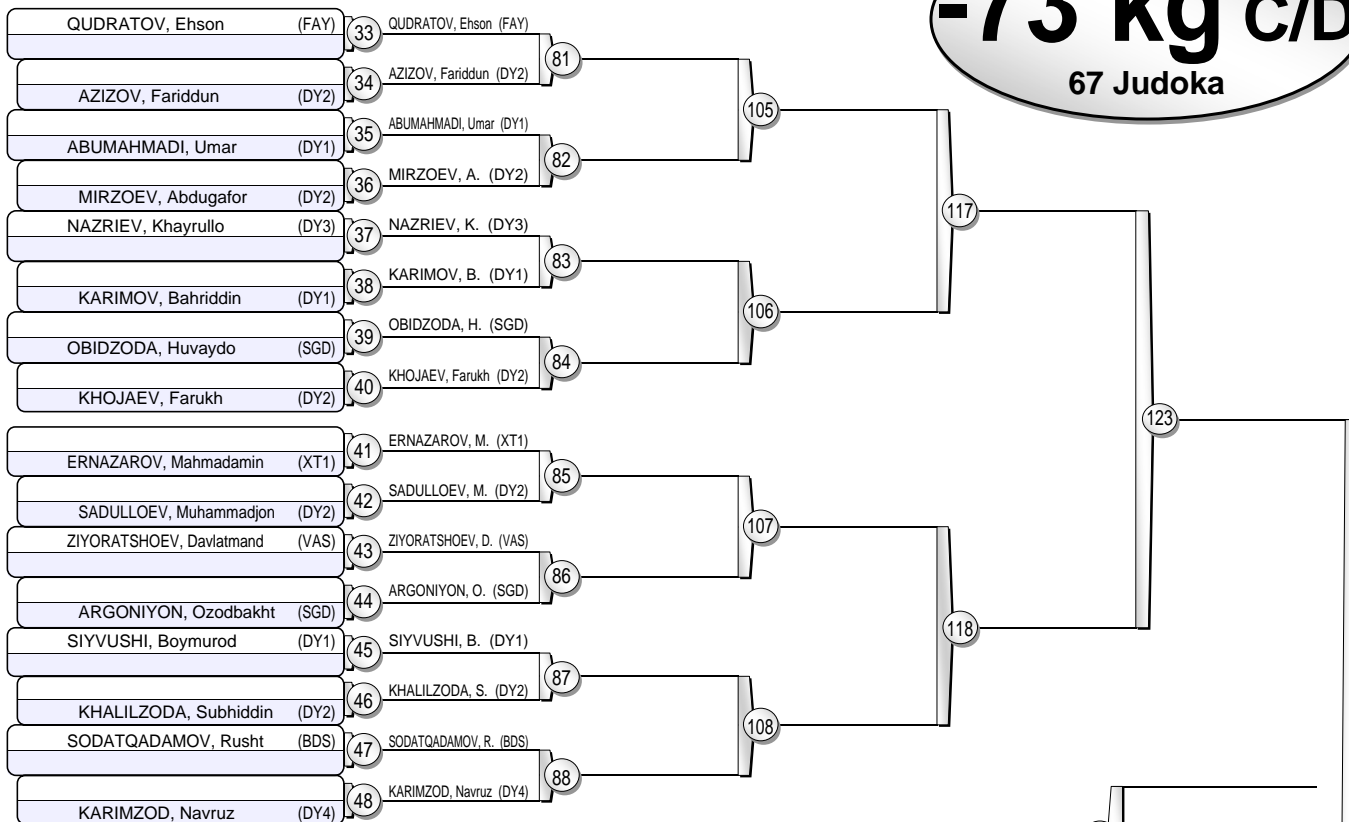 -73 kg C/D
67 Judoka
QUDRATOV, Ehson (FAY) 33 QUDRATOV, Ehson (FAY)
81
AZIZOV, Fariddun (DY2) 34 AZIZOV, Fariddun (DY2)
105
ABUMAHMADI, Umar (DY1) 35 ABUMAHMADI, Umar (DY1)
82
MIRZOEV, Abdugafor (DY2) 36 MIRZOEV, A. (DY2)
117
NAZRIEV, Khayrullo (DY3) 37 NAZRIEV, K. (DY3)
83
KARIMOV, Bahriddin (DY1) 38 KARIMOV, B. (DY1)
106
OBIDZODA, Huvaydo (SGD) 39 OBIDZODA, H. (SGD)
84
KHOJAEV, Farukh (DY2) 40 KHOJAEV, Farukh (DY2)
123
ERNAZAROV, Mahmadamin (XT1) 41 ERNAZAROV, M. (XT1)
85
SADULLOEV, Muhammadjon (DY2) 42 SADULLOEV, M. (DY2)
107
ZIYORATSHOEV, Davlatmand (VAS) 43 ZIYORATSHOEV, D. (VAS)
86
ARGONIYON, Ozodbakht (SGD) 44 ARGONIYON, O. (SGD)
118
SIYVUSHI, Boymurod (DY1) 45 SIYVUSHI, B. (DY1)
87
KHALILZODA, Subhiddin (DY2) 46 KHALILZODA, S. (DY2)
108
SODATQADAMOV, Rusht (BDS) 47 SODATQADAMOV, R. (BDS)
88
KARIMZOD, Navruz (DY4) 48 KARIMZOD, Navruz (DY4)